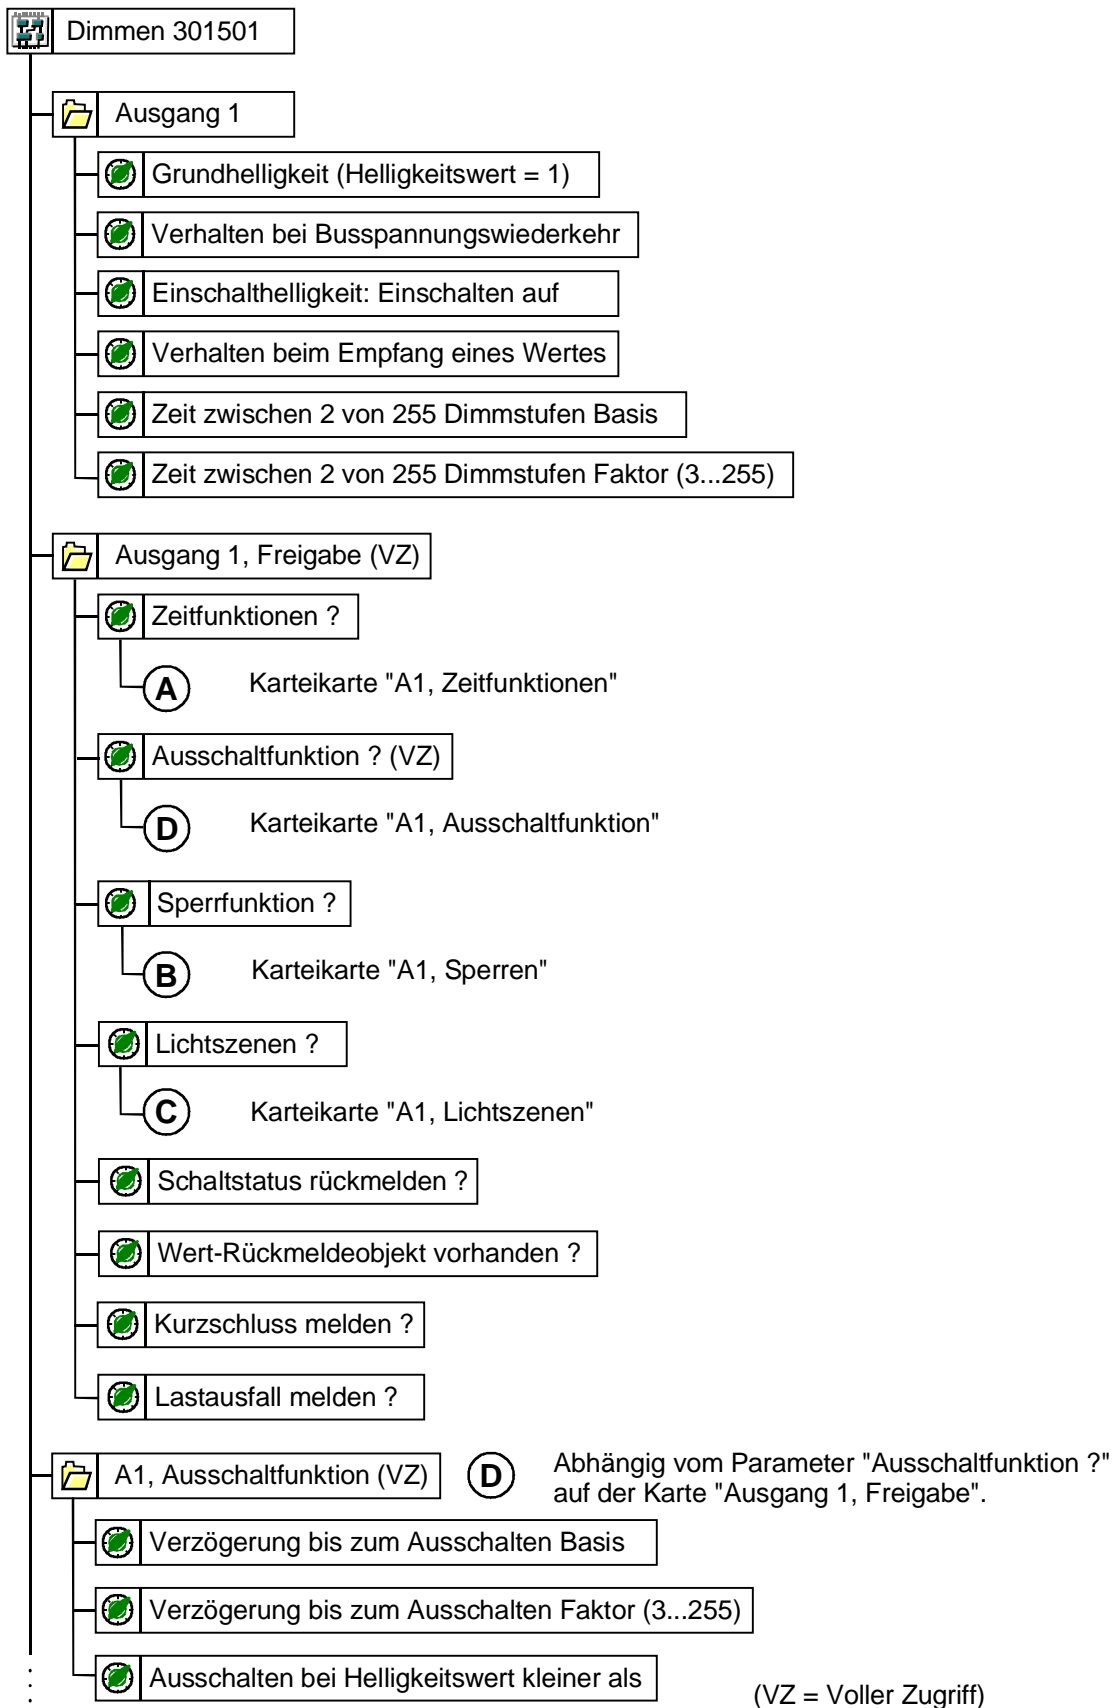 Dimmen 301501
Ausgang 1
Grundhelligkeit (Helligkeitswert = 1)
Verhalten bei Busspannungswiederkehr
Einschalthelligkeit: Einschalten auf
Verhalten beim Empfang eines Wertes
Zeit zwischen 2 von 255 Dimmstufen Basis
Zeit zwischen 2 von 255 Dimmstufen Faktor (3...255)
Ausgang 1, Freigabe (VZ)
Zeitfunktionen ?
A Karteikarte "A1, Zeitfunktionen"
Ausschaltfunktion ? (VZ)
D Karteikarte "A1, Ausschaltfunktion"
Sperrfunktion ?
B Karteikarte "A1, Sperren"
Lichtszenen ?
C Karteikarte "A1, Lichtszenen"
Schaltstatus rückmelden ?
Wert-Rückmeldeobjekt vorhanden ?
Kurzschluss melden ?
Lastausfall melden ?
A1, Ausschaltfunktion (VZ) D Abhängig vom Parameter "Ausschaltfunktion ?"
auf der Karte "Ausgang 1, Freigabe".
Verzögerung bis zum Ausschalten Basis
Verzögerung bis zum Ausschalten Faktor (3...255)
Ausschalten bei Helligkeitswert kleiner als
(VZ = Voller Zugriff)